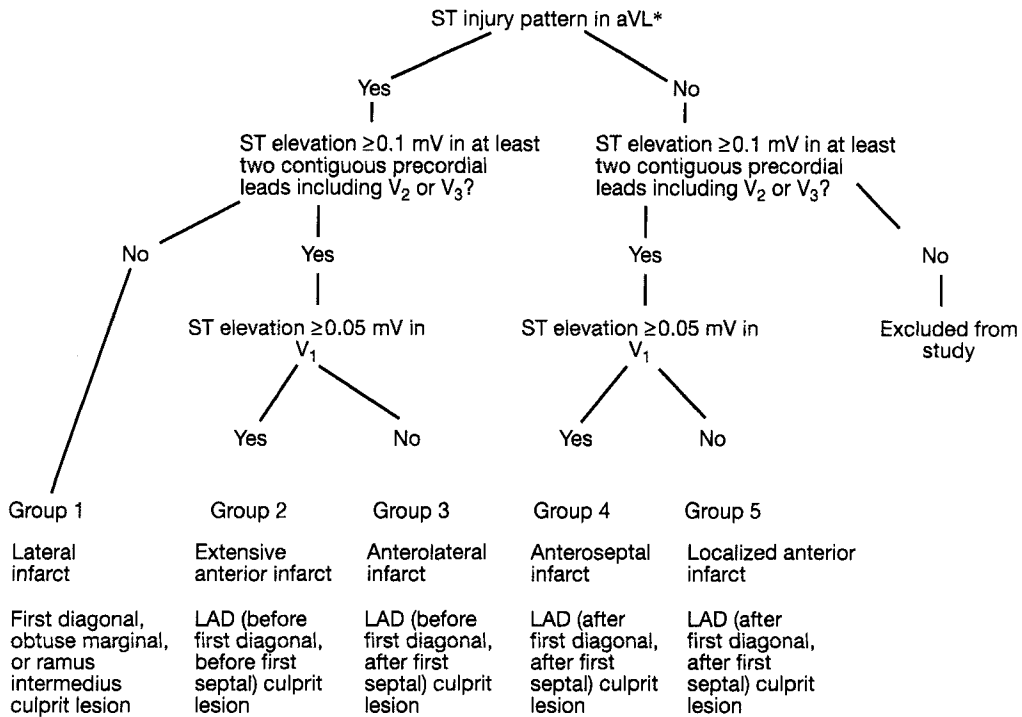 ST injury pattern in aVL*
Yes
No
ST elevation ≥0.1 mV in at least
two contiguous precordial
leads including V2 or V3?
ST elevation ≥0.1 mV in at least
two contiguous precordial
leads including V2 or V3?
No
Yes
Yes
No
ST elevation ≥0.05 mV in
V1
ST elevation ≥0.05 mV in
V1
Excluded from
study
Yes
No
Yes
No
Group 1
Lateral
infarct
First diagonal,
obtuse marginal,
or ramus
intermedius
culprit lesion
Group 2
Extensive
anterior infarct
LAD (before
first diagonal,
before first
septal) culprit
lesion
Group 3
Anterolateral
infarct
LAD (before
first diagonal,
after first
septal) culprit
lesion
Group 4
Anteroseptal
infarct
LAD (after
first diagonal,
after first
septal) culprit
lesion
Group 5
Localized anterior
infarct
LAD (after
first diagonal,
after first
septal) culprit
lesion